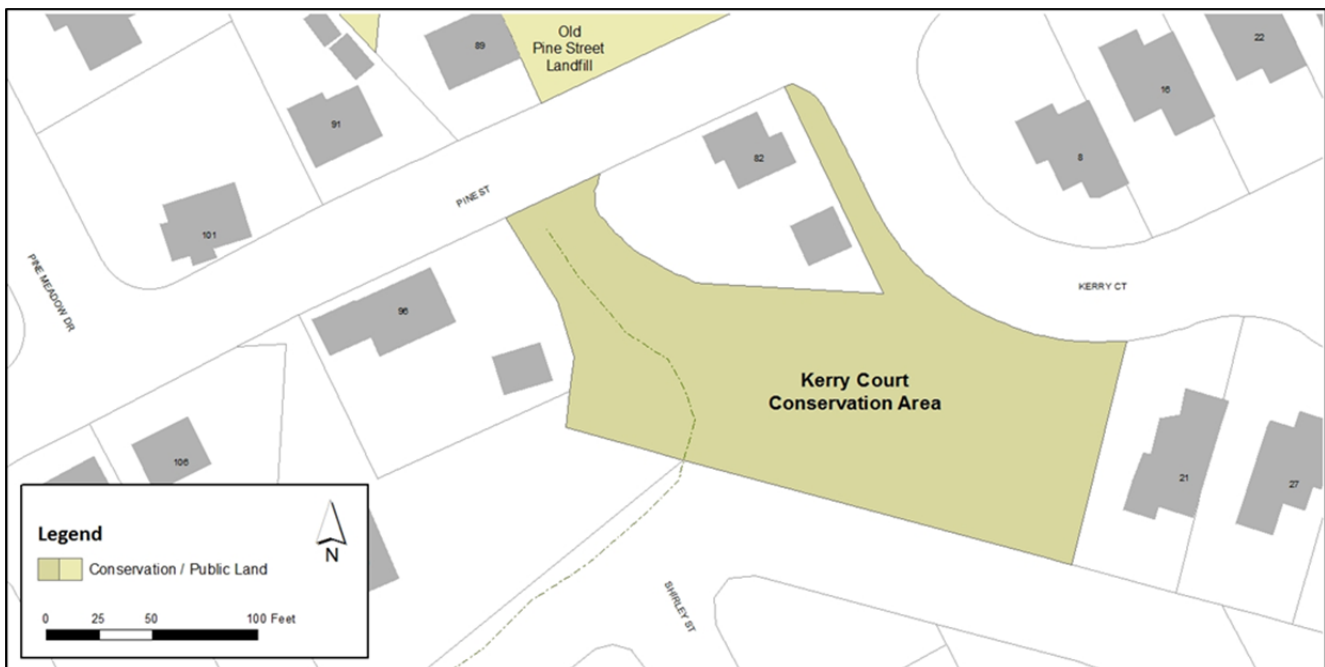 22
Old
Pine Street
Landfill
89
16
91
82
8
PINE ST
101
PINE MEADOW DR
KERRY CT
96
Kerry Court
Conservation Area
106
21
27
Legend
N
Conservation / Public Land
0 25 50 100 Feet
SHIRLEY ST